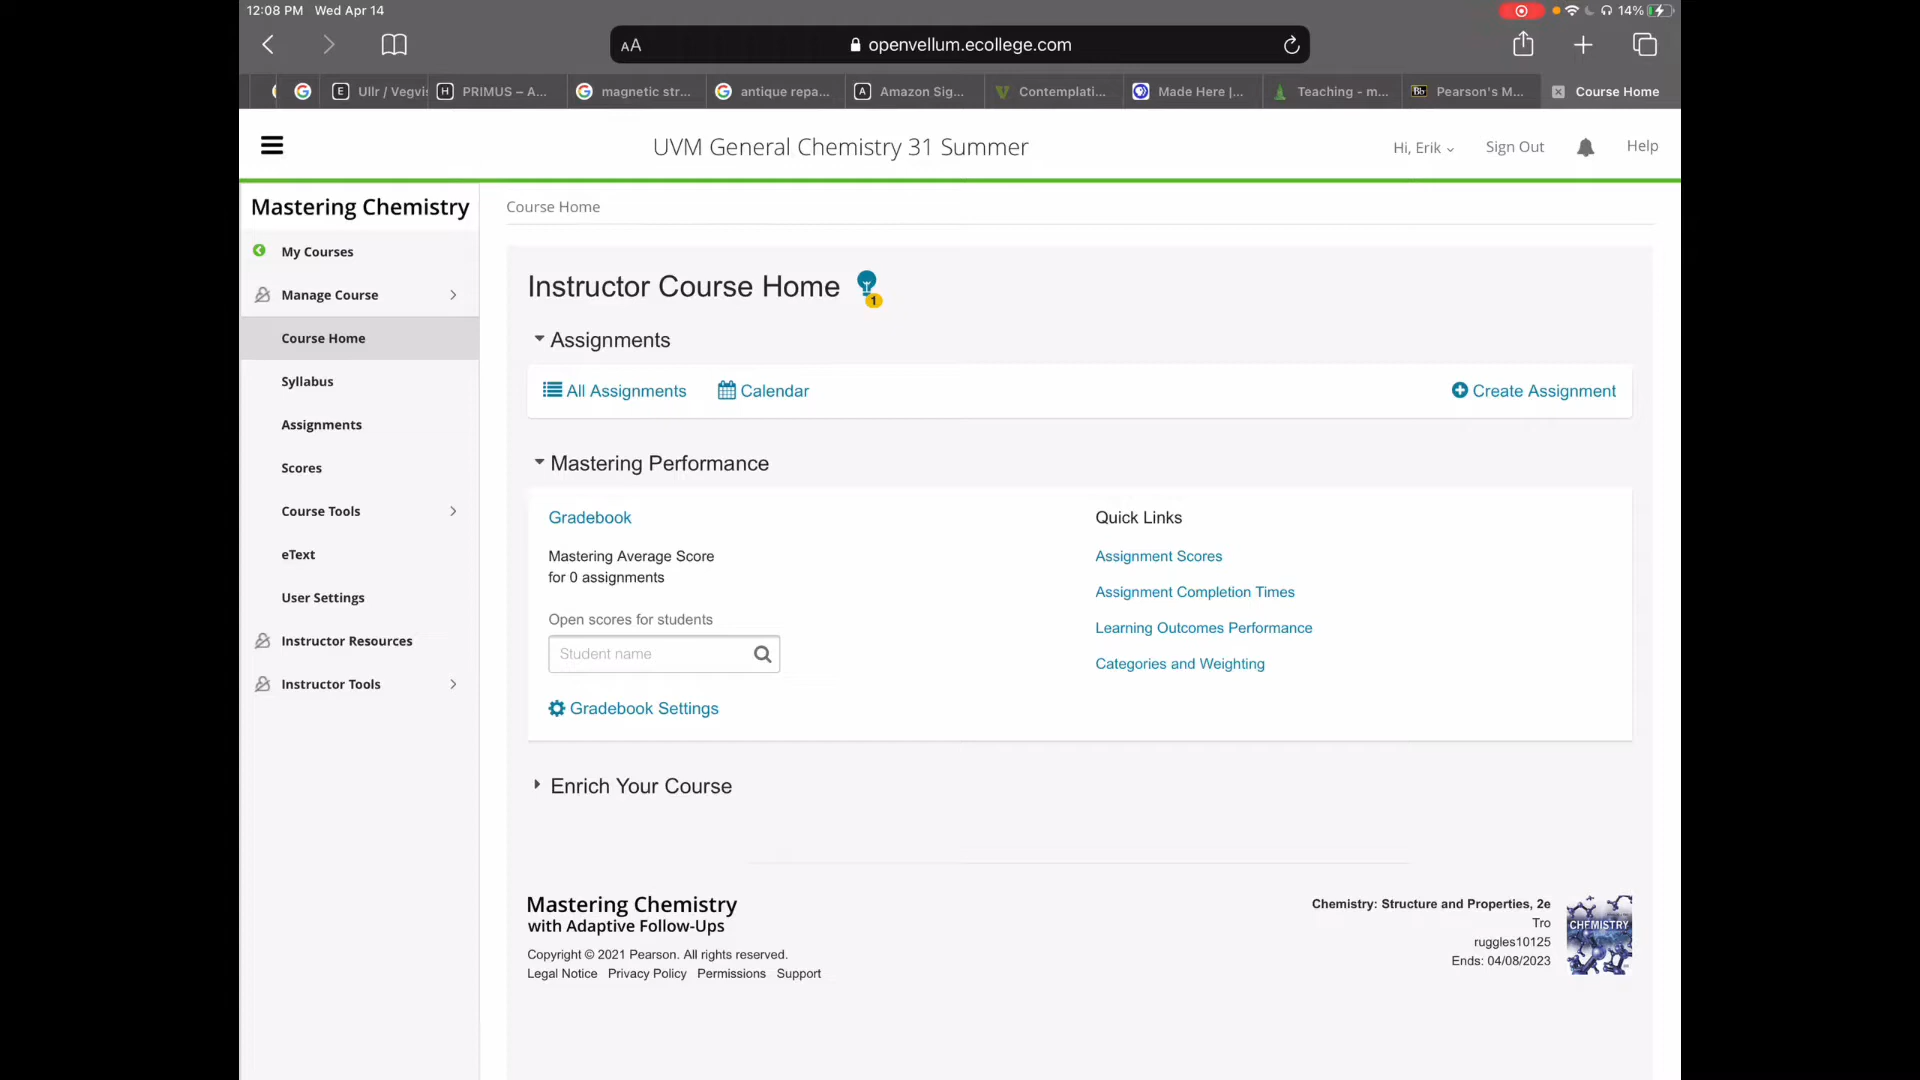 12:08 PM Wed Apr 14
14%
AA openvellum.ecollege.com
E Ullr / Vegvis
H PRIMUS – A...
magnetic str...
antique repa...
A Amazon Sig...
Contemplati...
Made Here |...
Teaching - m...
Bb Pearson's M...
Course Home
UVM General Chemistry 31 Summer
Hi, Erik
Sign Out
Help
Mastering Chemistry
My Courses
Manage Course
Course Home
Syllabus
Assignments
Scores
Course Tools
eText
User Settings
Instructor Resources
Instructor Tools
Course Home
Instructor Course Home
1
Assignments
All Assignments
Calendar
Create Assignment
Mastering Performance
Gradebook
Mastering Average Score
for 0 assignments
Open scores for students
Student name
Gradebook Settings
Quick Links
Assignment Scores
Assignment Completion Times
Learning Outcomes Performance
Categories and Weighting
Enrich Your Course
Mastering Chemistry
with Adaptive Follow-Ups
Copyright © 2021 Pearson. All rights reserved.
Legal Notice Privacy Policy Permissions Support
Chemistry: Structure and Properties, 2e
Tro
ruggles10125
Ends: 04/08/2023
CHEMISTRY